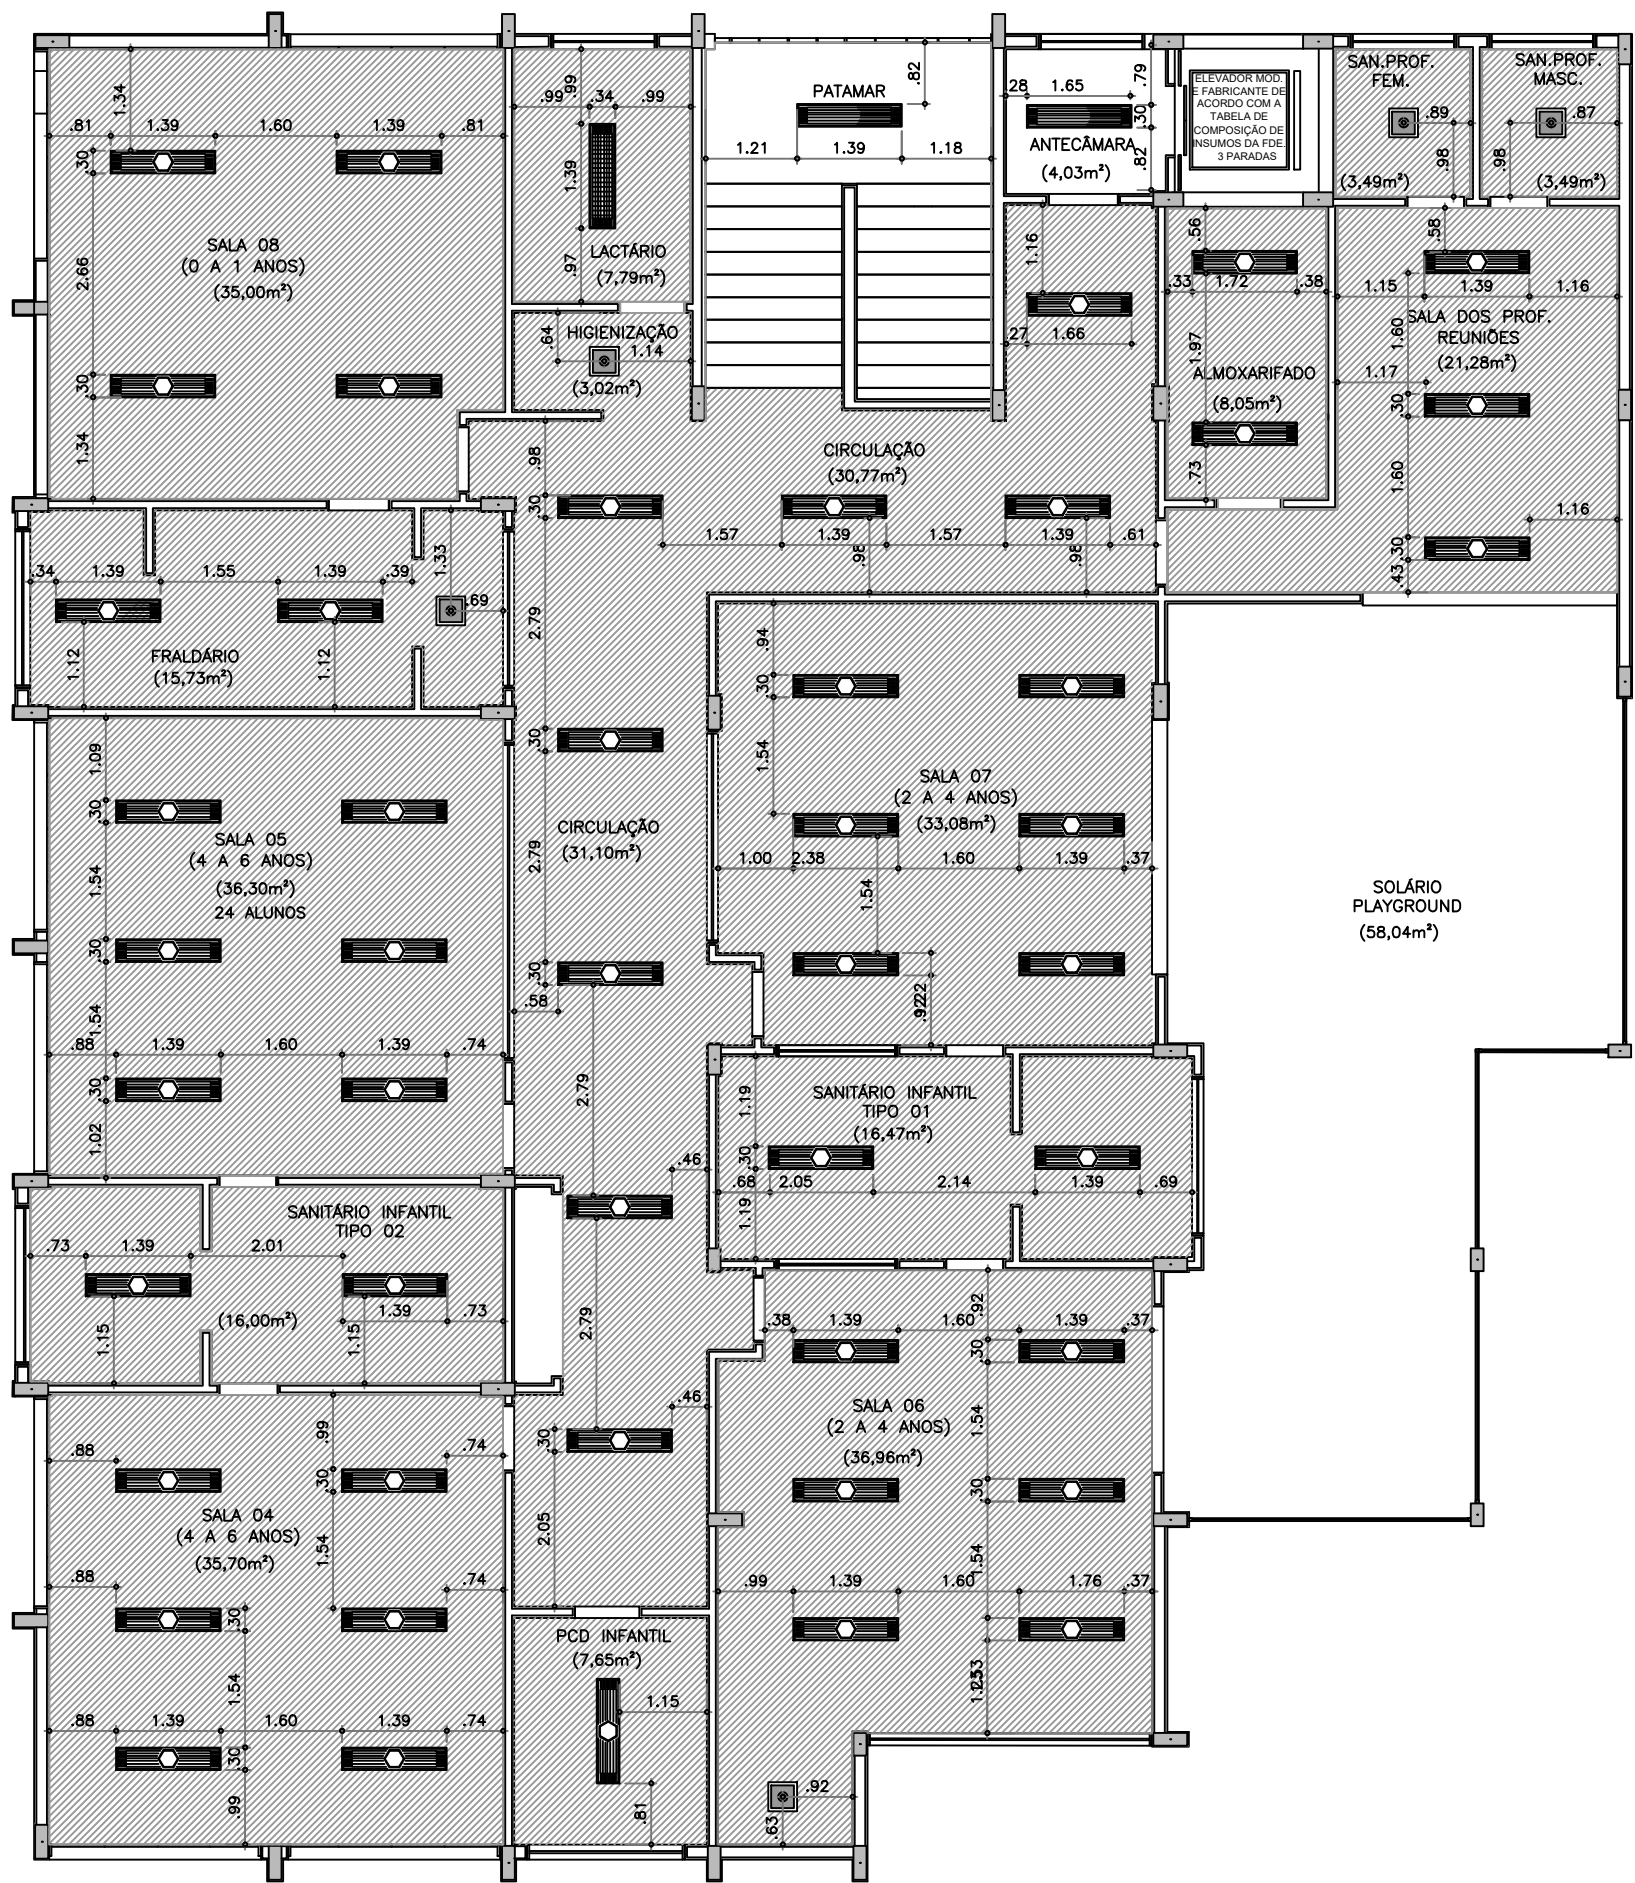 SALA 08
(0 A 1 ANOS)
(35,00m²)
.81
1.39
1.60
1.39
.81
1.34
.30
2.66
.30
1.34
LACTÁRIO
(7,79m²)
.99
.34
.99
.99
1.39
.97
HIGIENIZAÇÃO
(3,02m²)
.64
1.14
PATAMAR
.82
1.21
1.39
1.18
ANTECÂMARA
(4,03m²)
.28
1.65
.79
.30
.82
ELEVADOR MOD.
E FABRICANTE DE
ACORDO COM A
TABELA DE
COMPOSIÇÃO DE
INSUMOS DA FDE.
3 PARADAS
SAN.PROF.
FEM.
(3,49m²)
.89
.98
SAN.PROF.
MASC.
(3,49m²)
.87
.98
1.16
.27
1.66
ALMOXARIFADO
(8,05m²)
.56
.33
1.72
.38
1.97
.73
SALA DOS PROF.
REUNIÕES
(21,28m²)
.58
1.15
1.39
1.16
1.60
1.17
.30
1.60
1.16
.30
.43
CIRCULAÇÃO
(30,77m²)
.98
.30
1.57
1.39
1.57
1.39
.61
.98
.98
FRALDÁRIO
(15,73m²)
.34
1.39
1.55
1.39
.39
1.33
.69
1.12
1.12
2.79
.30
2.79
.30
.58
CIRCULAÇÃO
(31,10m²)
2.79
.46
2.79
.46
.30
2.05
SALA 07
(2 A 4 ANOS)
(33,08m²)
.94
.30
1.54
1.00
2.38
1.60
1.39
.37
1.54
.22
.92
SALA 05
(4 A 6 ANOS)
(36,30m²)
24 ALUNOS
1.09
.30
1.54
.30
1.54
.88
1.39
1.60
1.39
.74
.30
1.02
SOLÁRIO
PLAYGROUND
(58,04m²)
SANITÁRIO INFANTIL
TIPO 01
(16,47m²)
1.19
.30
.68
2.05
2.14
1.39
.69
1.19
SANITÁRIO INFANTIL
TIPO 02
(16,00m²)
.73
1.39
2.01
1.39
.73
1.15
1.15
SALA 06
(2 A 4 ANOS)
(36,96m²)
.92
.38
1.39
1.60
1.39
.37
.30
1.54
.30
1.54
.99
1.39
1.60
1.76
.37
.92
.63
SALA 04
(4 A 6 ANOS)
(35,70m²)
.88
.99
.74
.30
1.54
.88
.74
.30
1.54
.88
1.39
1.60
1.39
.74
.30
.99
PCD INFANTIL
(7,65m²)
1.15
.81